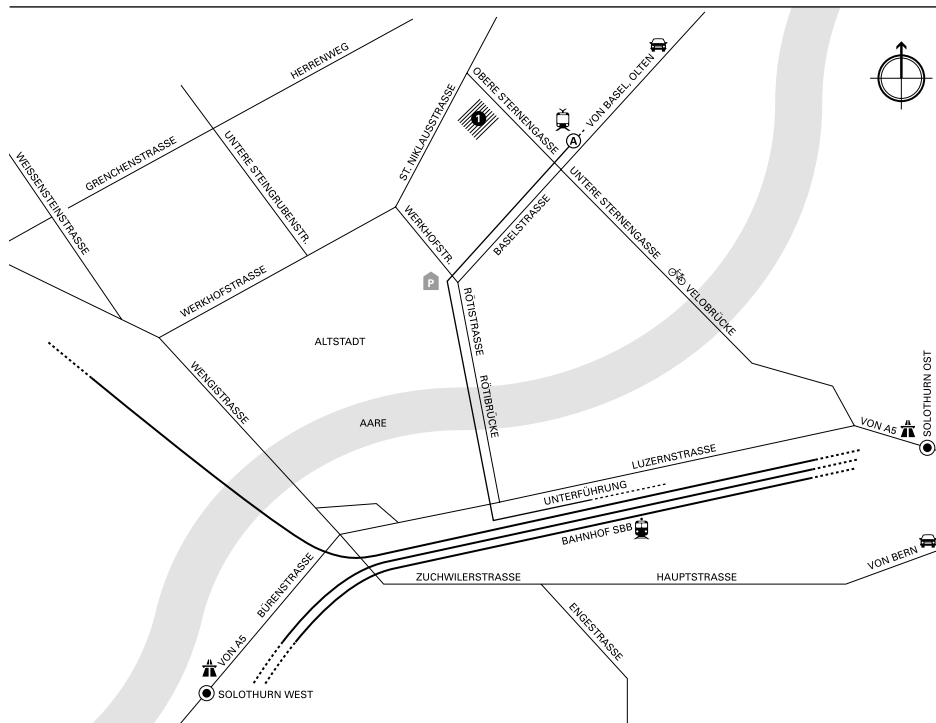 HERRENWEG
GRENCHENSTRASSE
WEISSENSTEINSTRASSE
UNTERE STEINGRUBENSTR.
ST. NIKLAUSSTRASSE
OBERE STERNENGASSE
1
A
VON BASEL, OLTEN
UNTERE STERNENGASSE
BASELSTRASSE
WERKHOFSTR.
WERKHOFSTRASSE
P
RÖTISTRASSE
VELOBRÜCKE
ALTSTADT
WENGISTRASSE
RÖTIBRÜCKE
AARE
SOLOTHURN OST
VON A5
LUZERNSTRASSE
UNTERFÜHRUNG
BAHNHOF SBB
VON BERN
ZUCHWILERSTRASSE
HAUPTSTRASSE
BÜRENSTRASSE
ENGESTRASSE
VON A5
SOLOTHURN WEST